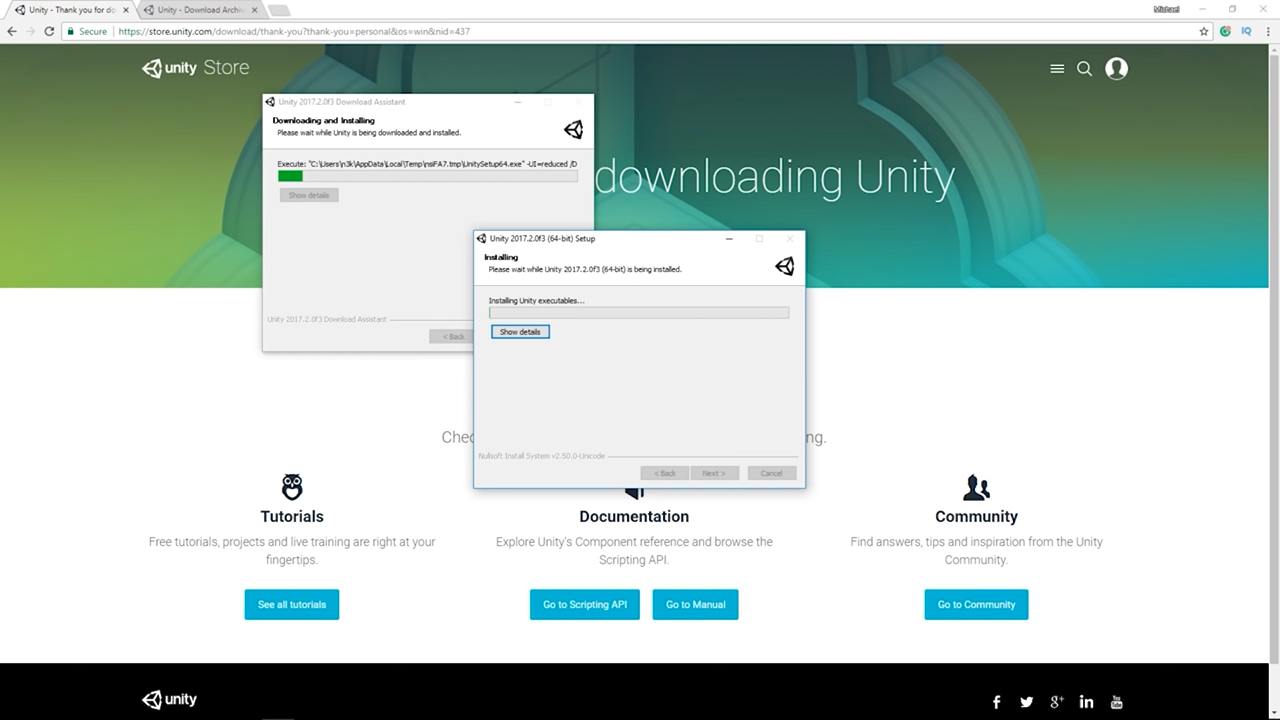 Unity - Thank you for do
Unity - Download Archiv
Michael
Secure
https://store.unity.com/download/thank-you?thank-you=personal&os=win&nid=437
unity Store
downloading Unity
Unity 2017.2.0f3 Download Assistant
Downloading and Installing
Please wait while Unity is being downloaded and installed.
Execute: "C:\Users\n3k\AppData\Local\Temp\nsiFA7.tmp\UnitySetup64.exe" -UI=reduced /D
Show details
Unity 2017.2.0f3 Download Assistant
< Back
Unity 2017.2.0f3 (64-bit) Setup
Installing
Please wait while Unity 2017.2.0f3 (64-bit) is being installed.
Installing Unity executables...
Show details
Nullsoft Install System v2.50.0-Unicode
< Back Next > Cancel
Chec
ng.
Tutorials
Free tutorials, projects and live training are right at your
fingertips.
See all tutorials
Documentation
Explore Unity's Component reference and browse the
Scripting API.
Go to Scripting API
Go to Manual
Community
Find answers, tips and inspiration from the Unity
Community.
Go to Community
unity